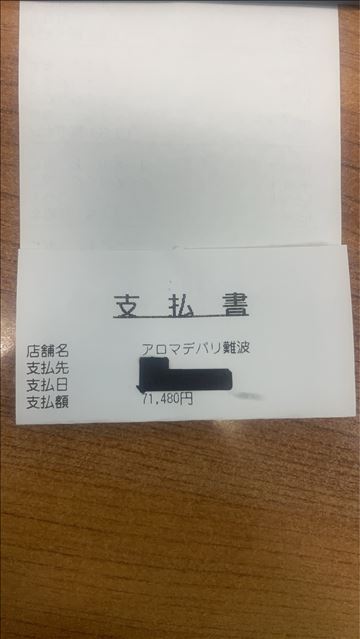 支払書
店舗名 アロマデバリ難波
支払先
支払日
支払額 71,480円